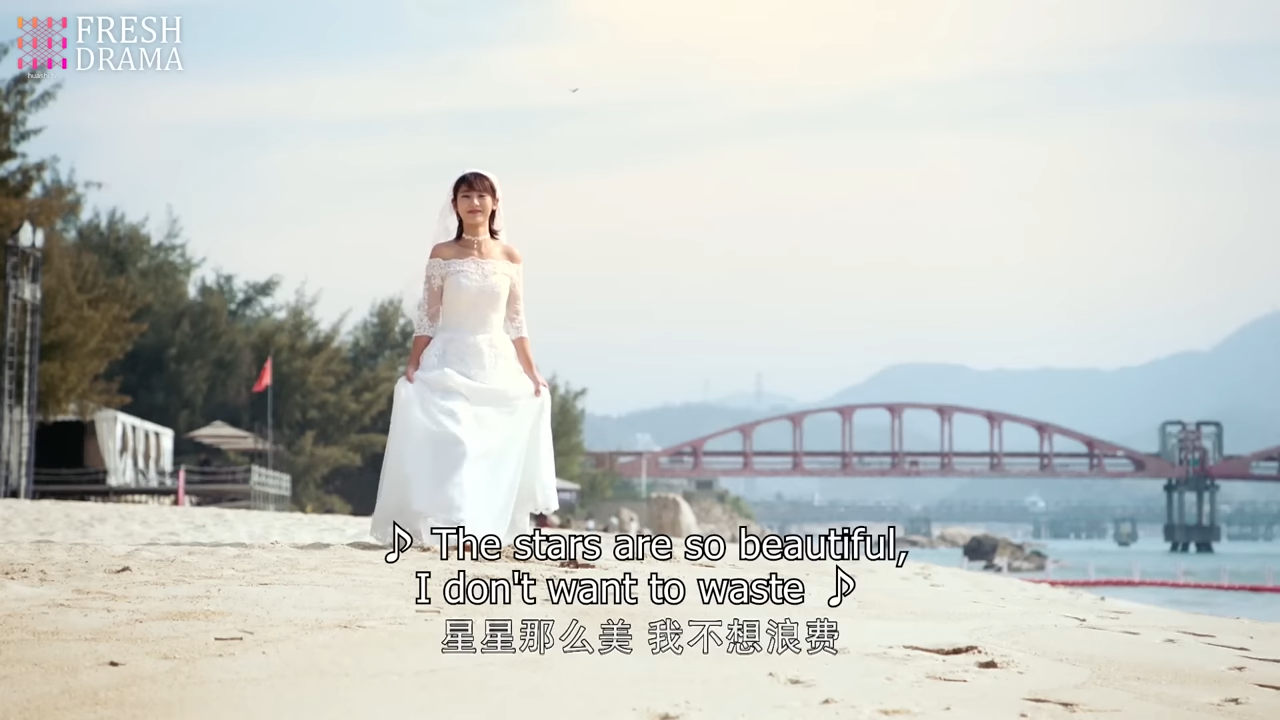 FRESH
DRAMA
♪ The stars are so beautiful,
I don't want to waste ♪
星星那么美 我不想浪费